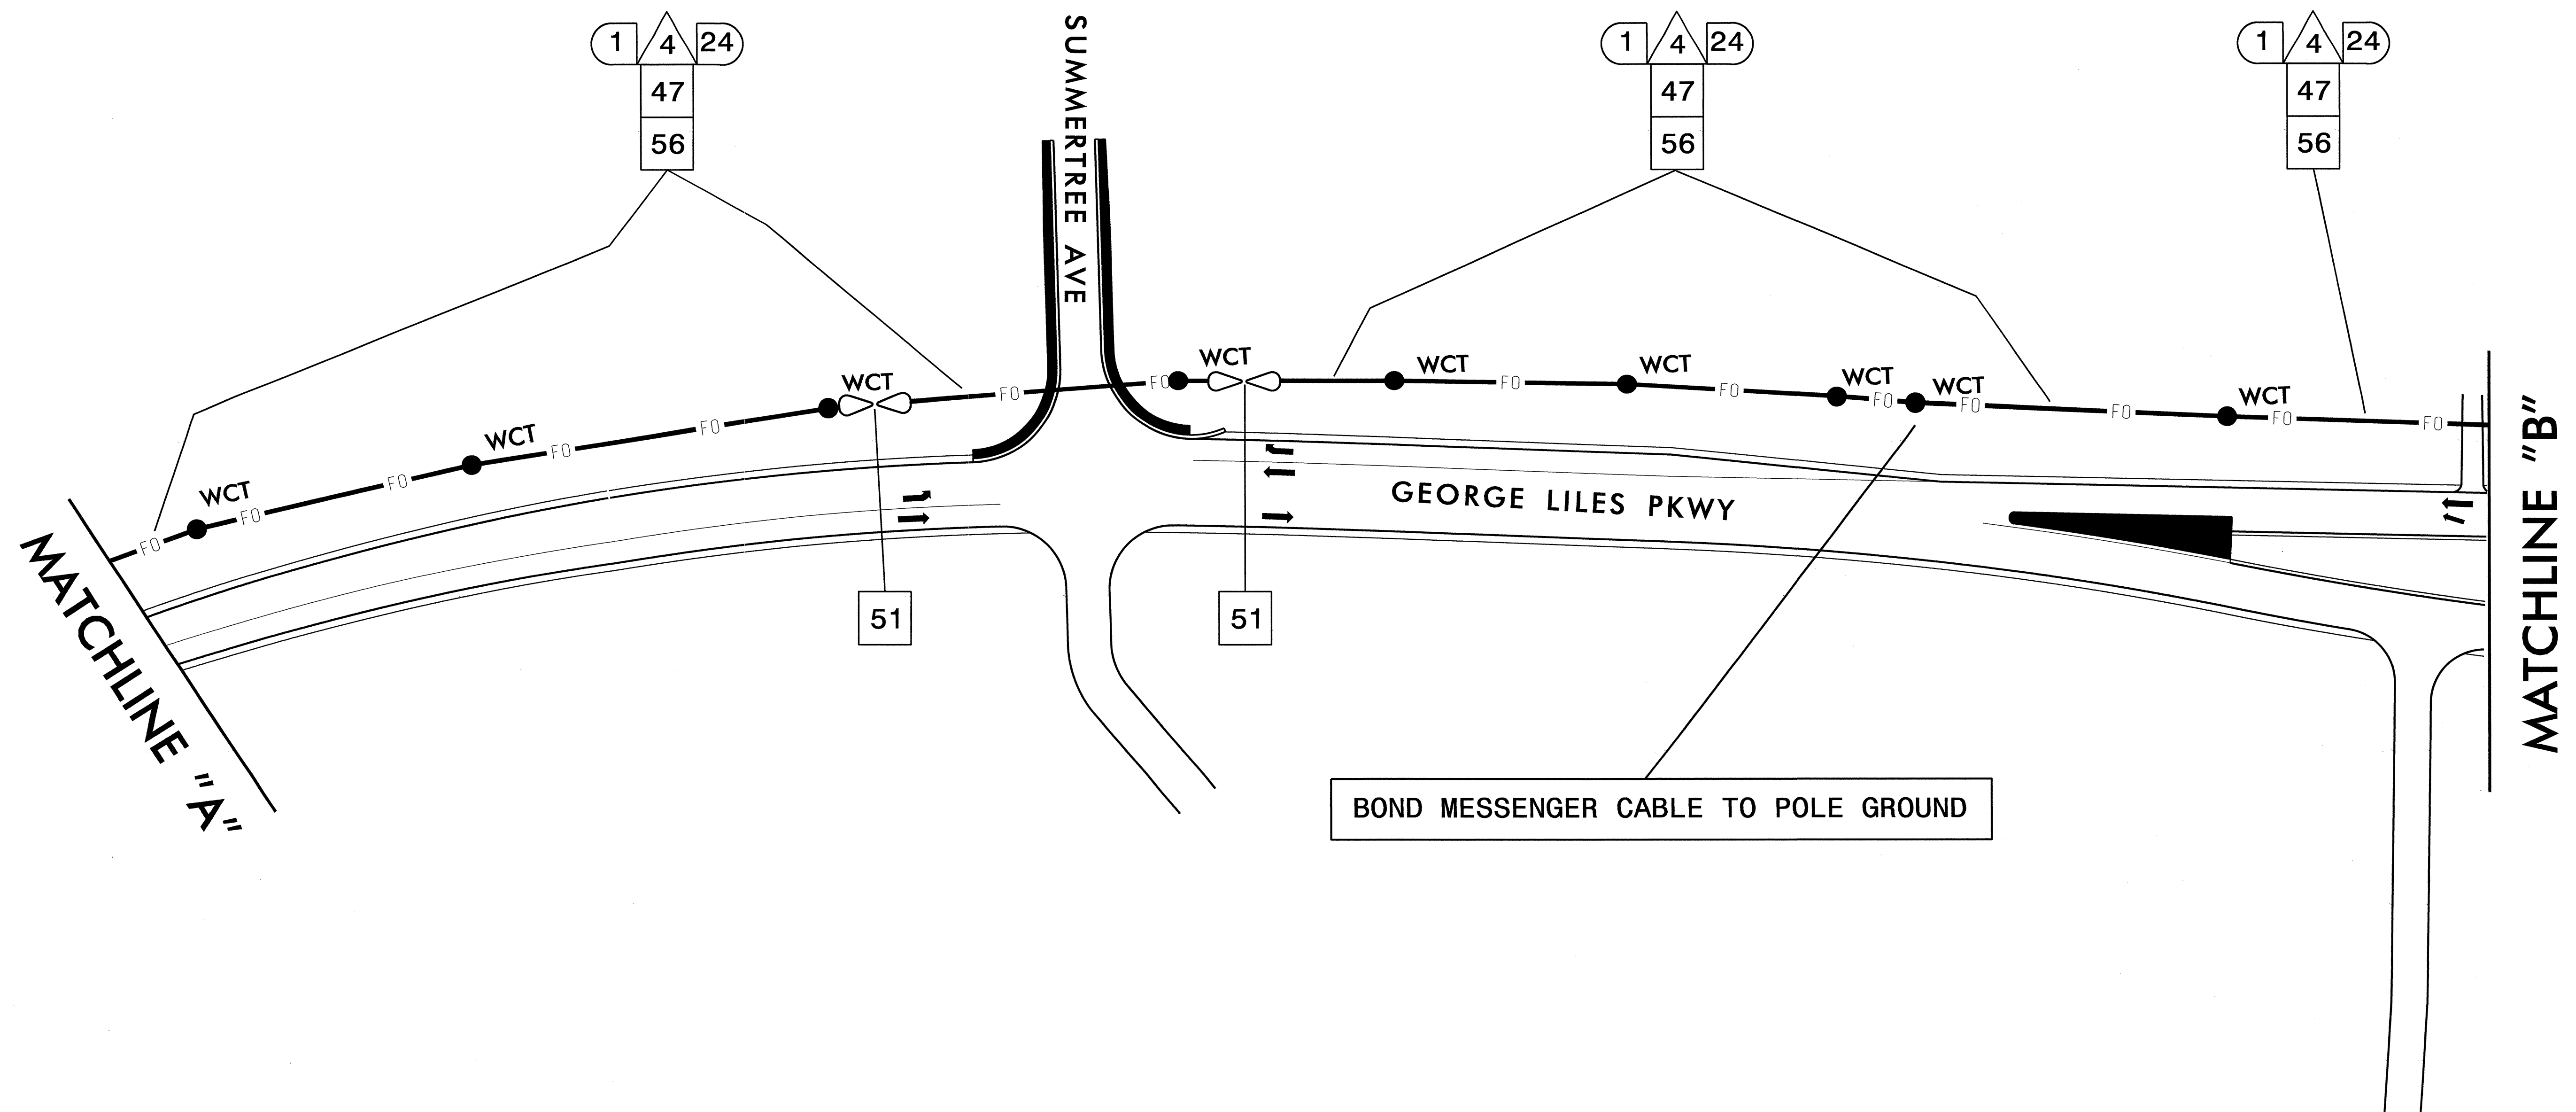 1 4 24
47
56
SUMMERTREE AVE
1 4 24
47
56
1 4 24
47
56
WCT
WCT
WCT
WCT
WCT
WCT
WCT
WCT
WCT
FO
FO
FO
FO
FO
FO
FO
FO
FO
FO
FO
FO
FO
FO
GEORGE LILES PKWY
51
51
MATCHLINE "A"
MATCHLINE "B"
BOND MESSENGER CABLE TO POLE GROUND